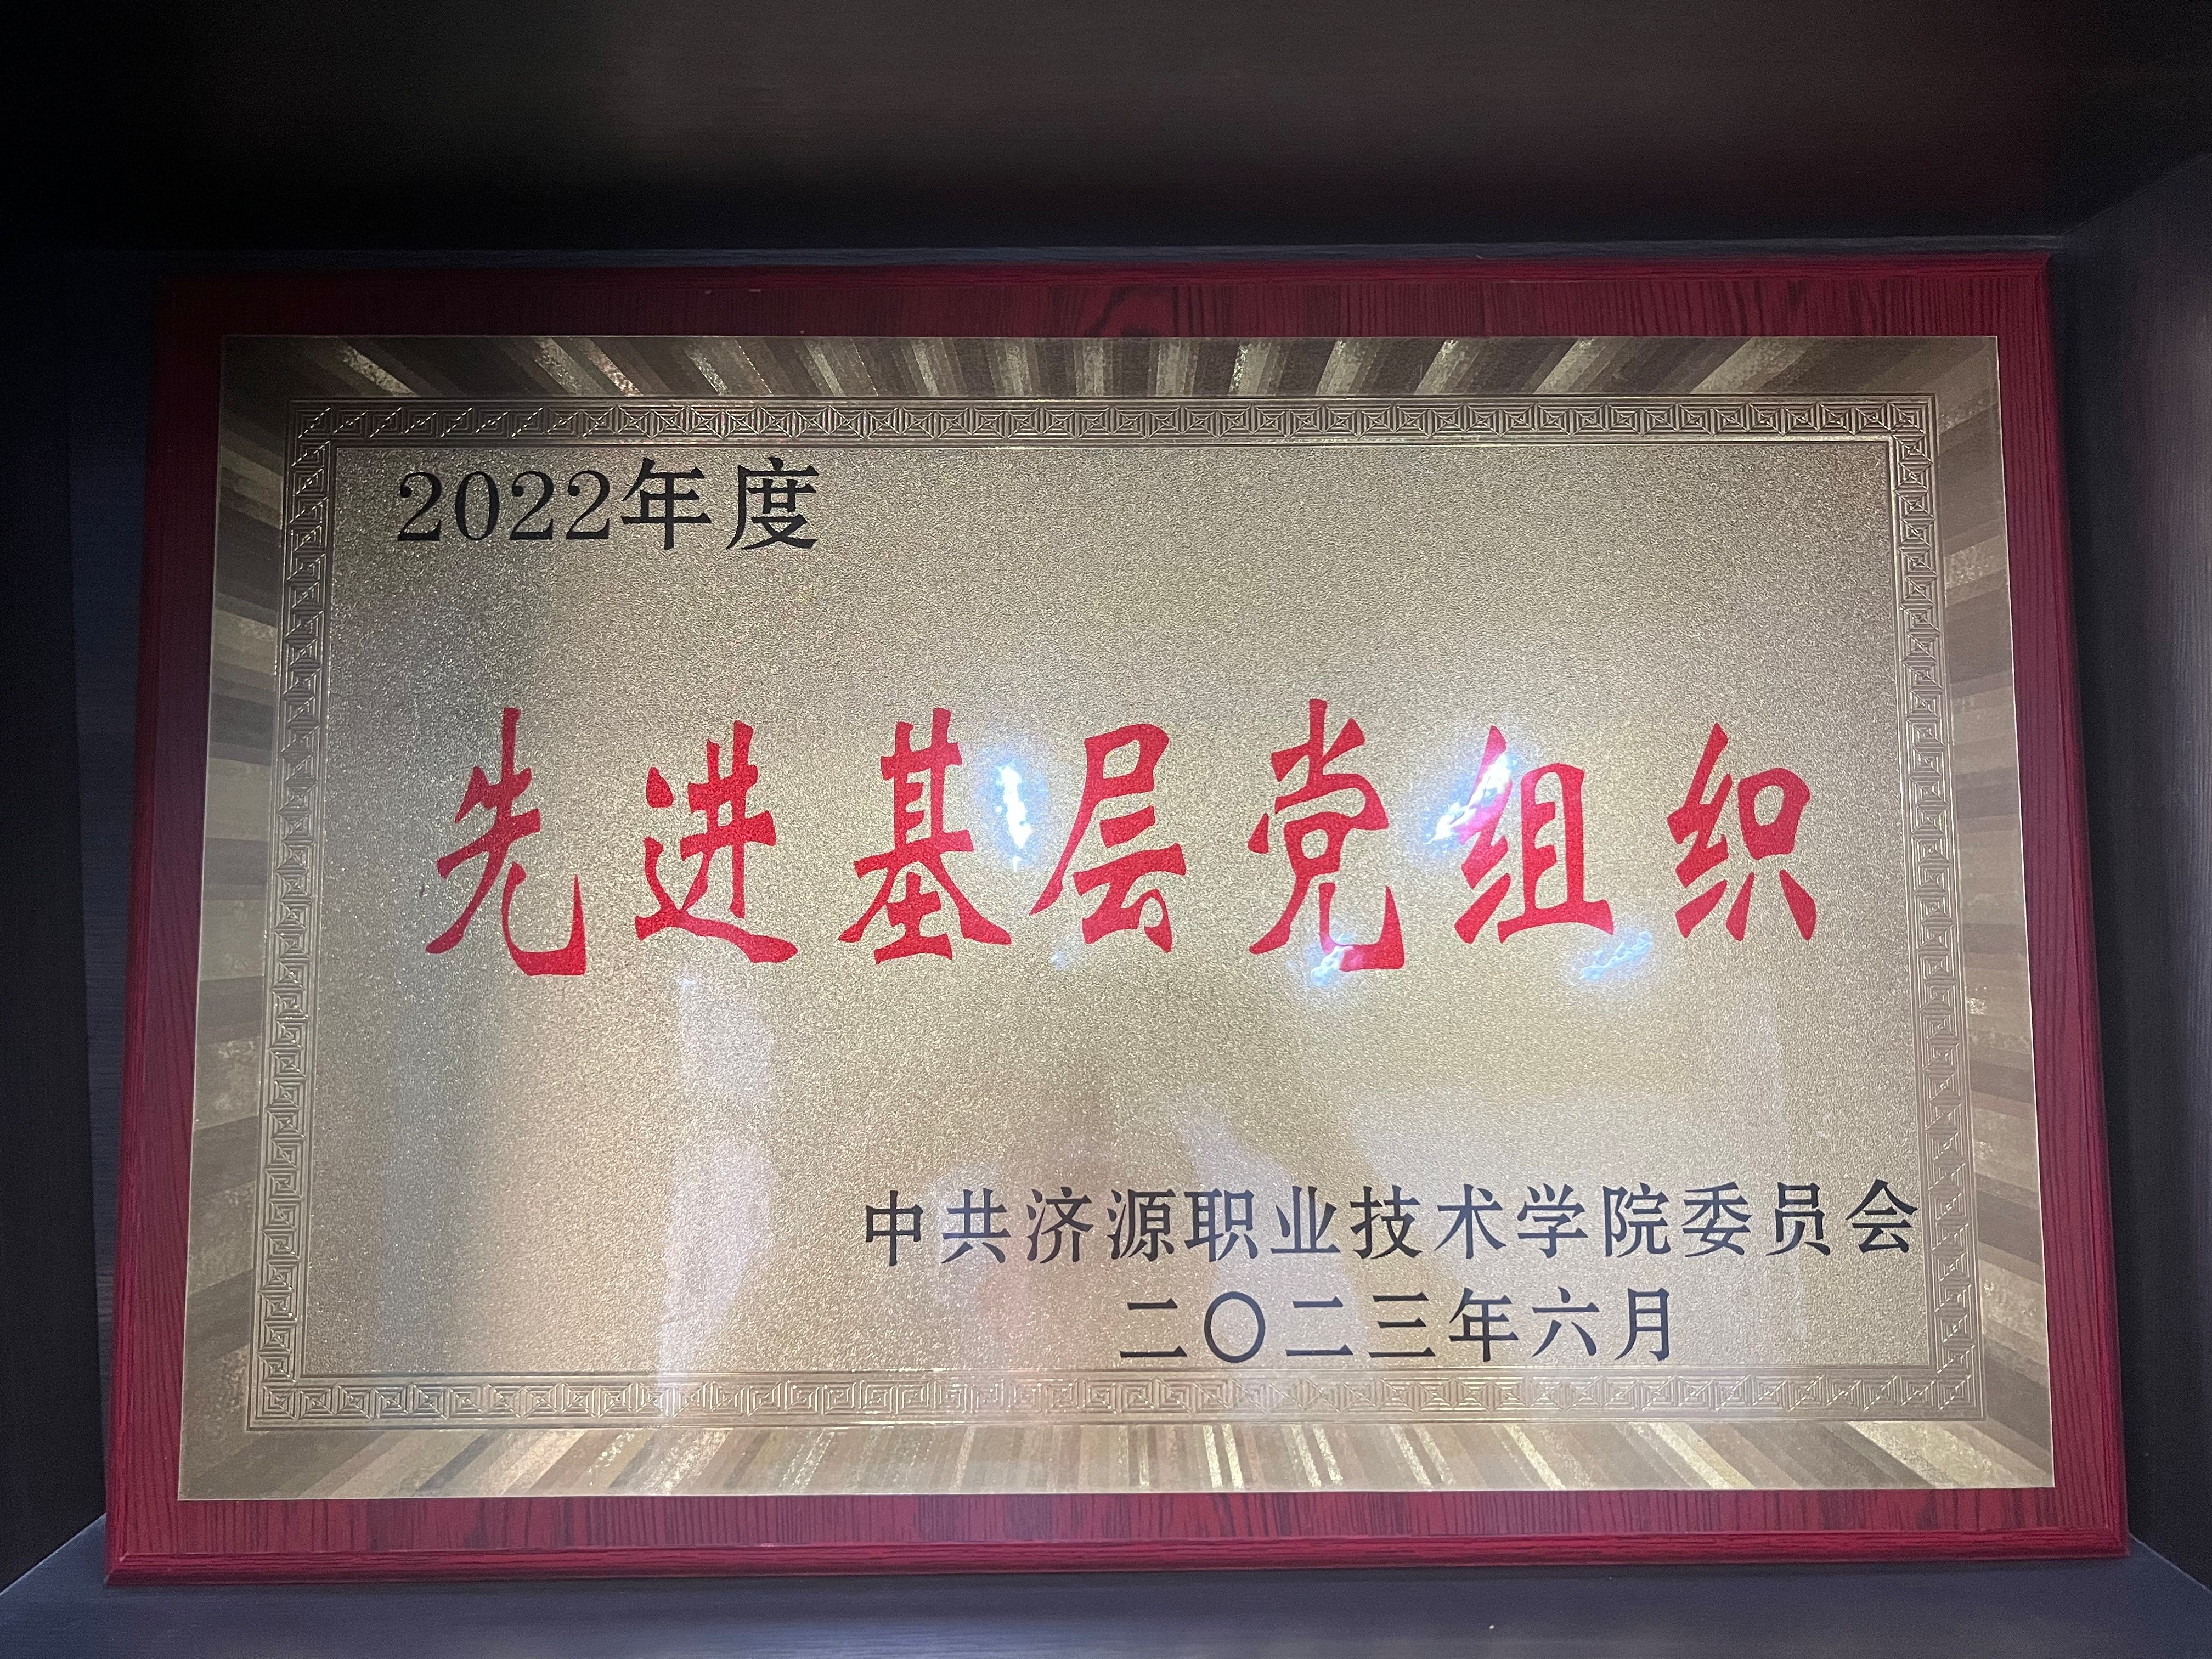 2022年度
先进基层党组织
中共济源职业技术学院委员会
二〇二三年六月